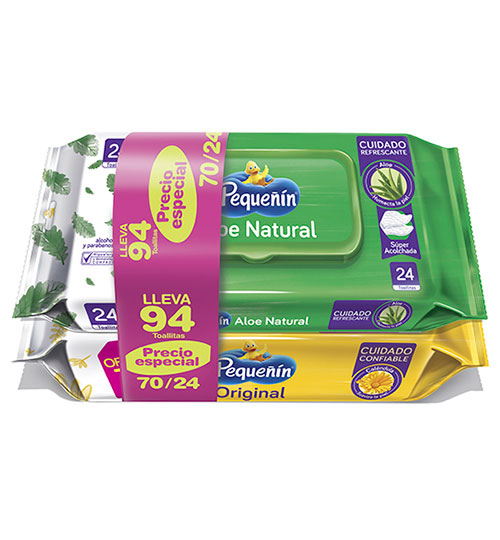 24
alcohol
y parabenos
24
LLEVA
94
Toallitas
Precio
especial
70/24
Pequeñín
Aloe Natural
CUIDADO
REFRESCANTE
Aloe
Humecta la piel
Súper
Acolchada
24
Toallitas
LLEVA
94
Toallitas
Precio
especial
70/24
Aloe Natural
CUIDADO
REFRESCANTE
Aloe
Pequeñín
Original
CUIDADO
CONFIABLE
Caléndula